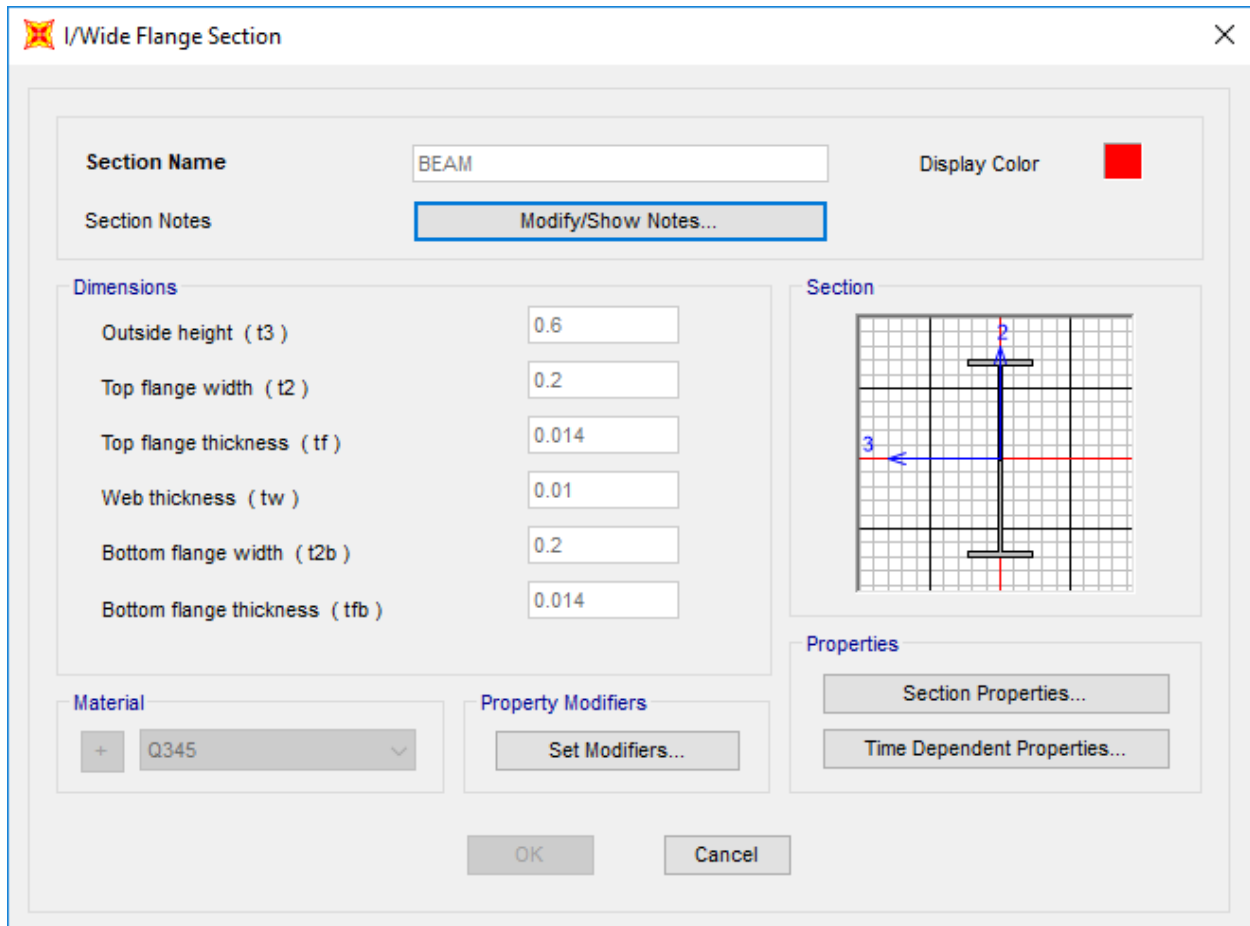 I/Wide Flange Section
Section Name BEAM Display Color
Section Notes Modify/Show Notes...
Dimensions
Outside height ( t3 ) 0.6
Top flange width ( t2 ) 0.2
Top flange thickness ( tf ) 0.014
Web thickness ( tw ) 0.01
Bottom flange width ( t2b ) 0.2
Bottom flange thickness ( tfb ) 0.014
Section
2
3
Properties
Section Properties...
Time Dependent Properties...
Material
+ Q345
Property Modifiers
Set Modifiers...
OK Cancel